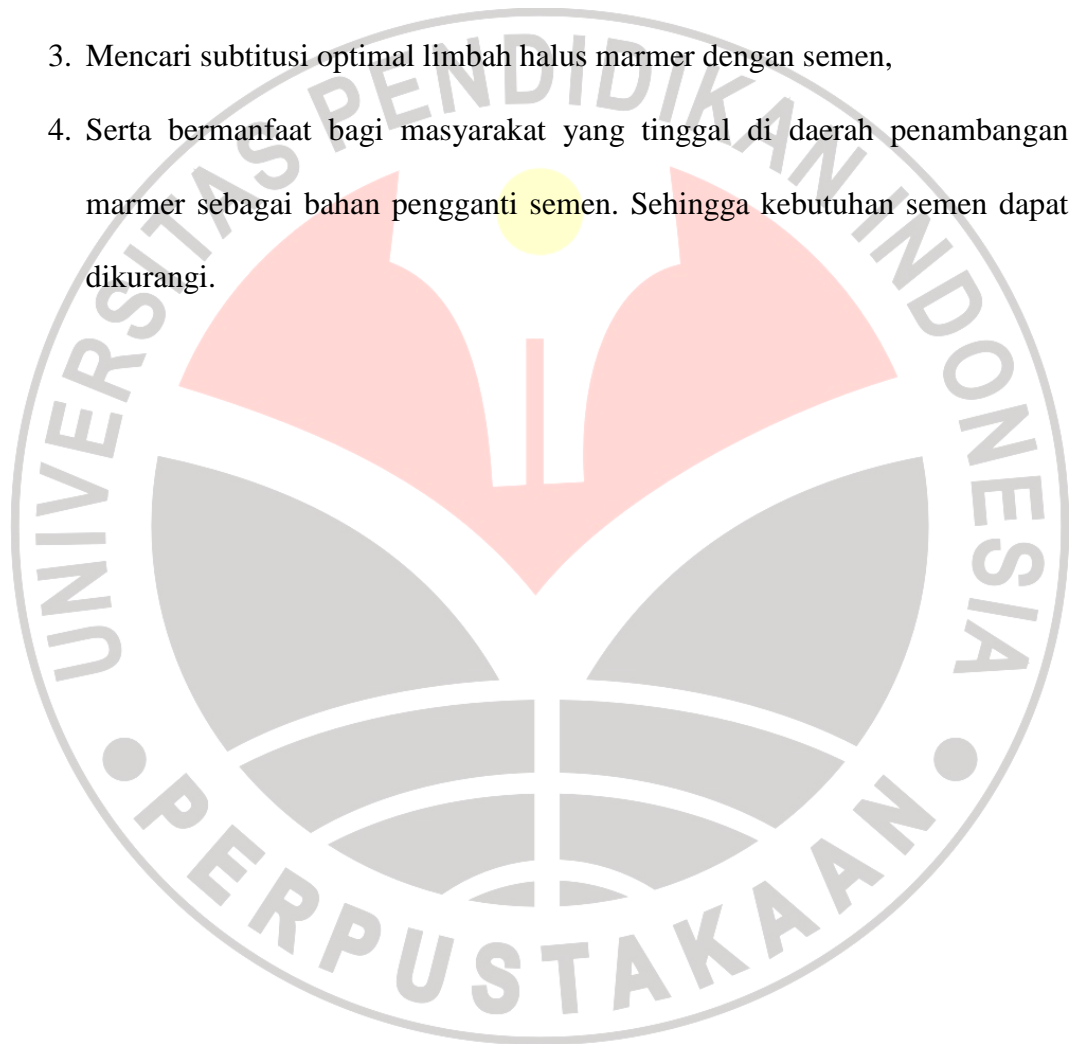 3. Mencari subtitusi optimal limbah halus marmer dengan semen,
4. Serta bermanfaat bagi masyarakat yang tinggal di daerah penambangan
marmer sebagai bahan pengganti semen. Sehingga kebutuhan semen dapat
dikurangi.
UNIVERSITAS PENDIDIKAN INDONESIA
PERPUSTAKAAN